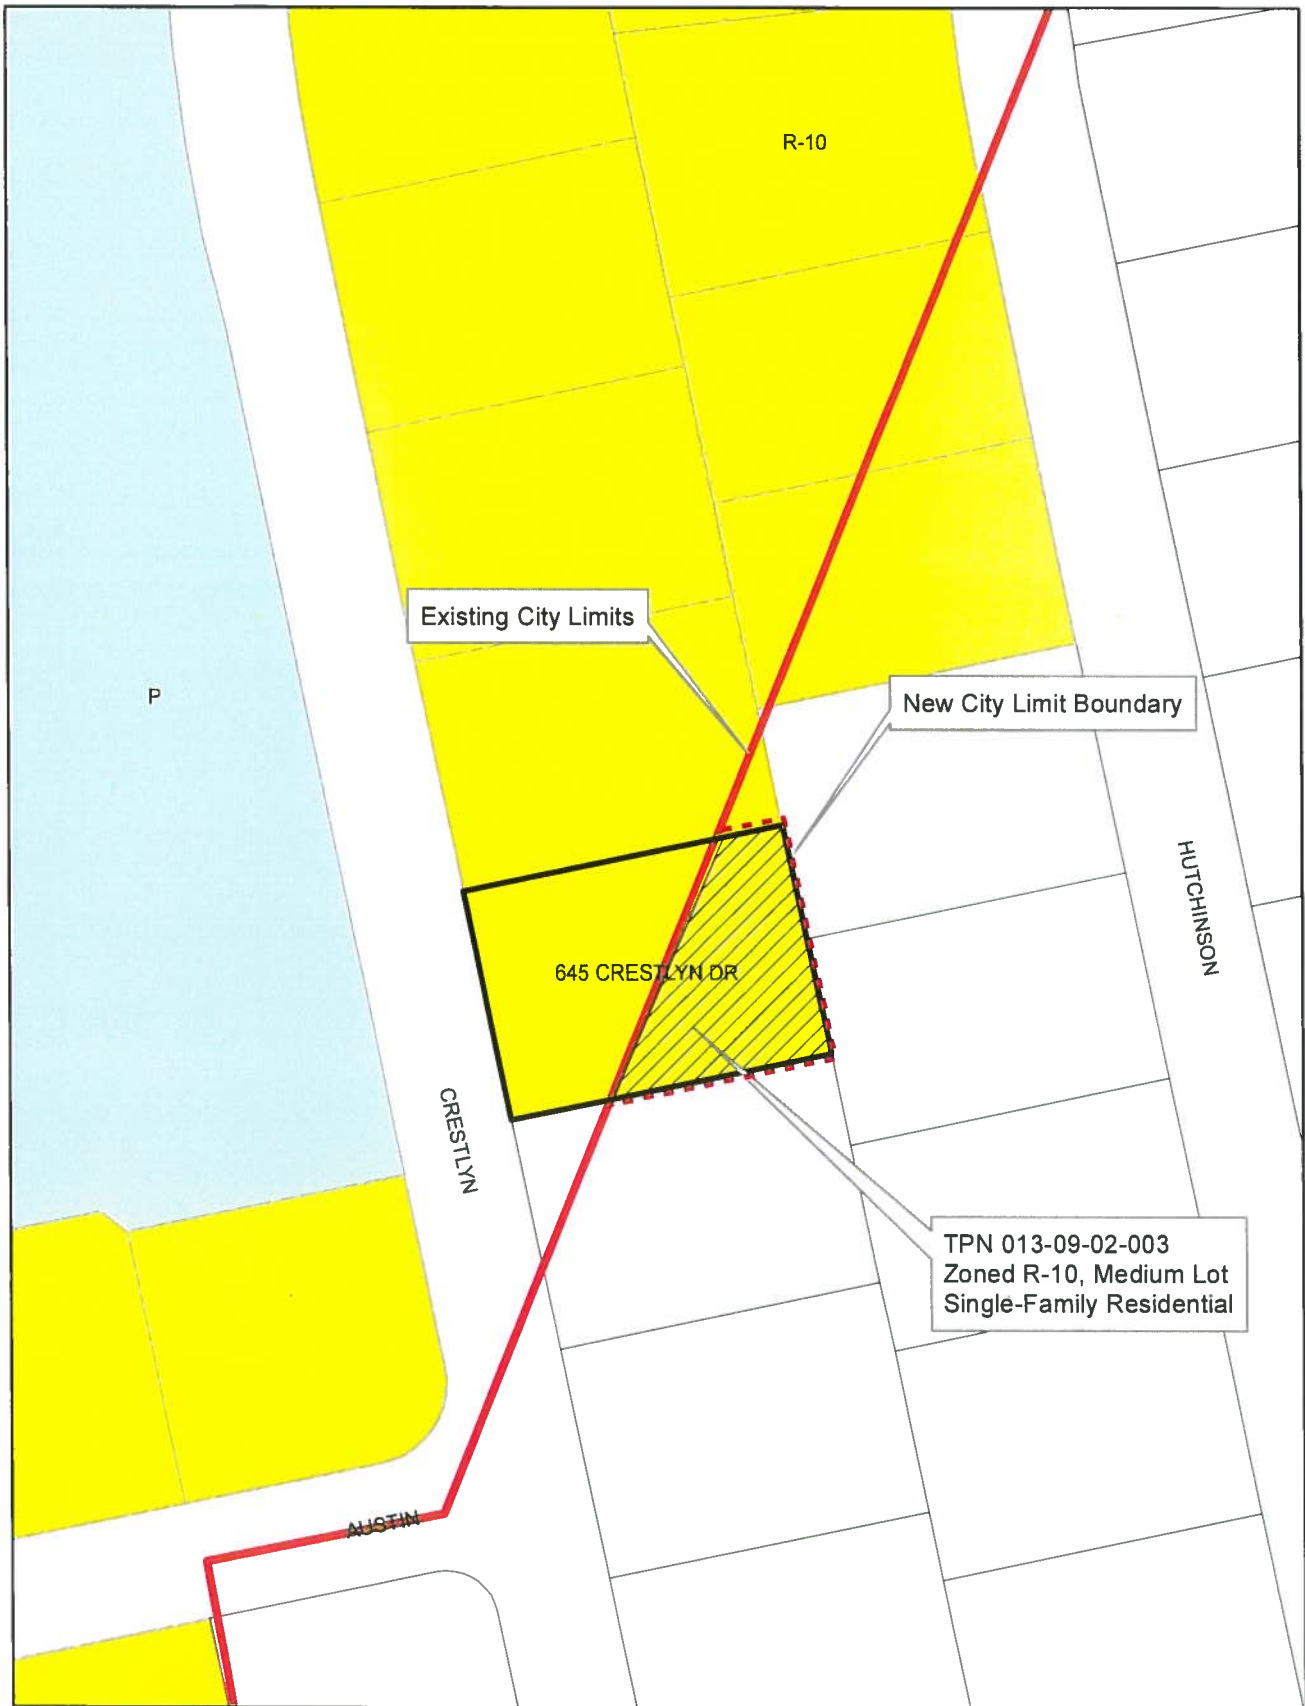 R-10
Existing City Limits
P
New City Limit Boundary
HUTCHINSON
645 CRESTLYN DR
CRESTLYN
TPN 013-09-02-003
Zoned R-10, Medium Lot
Single-Family Residential
AUSTIN